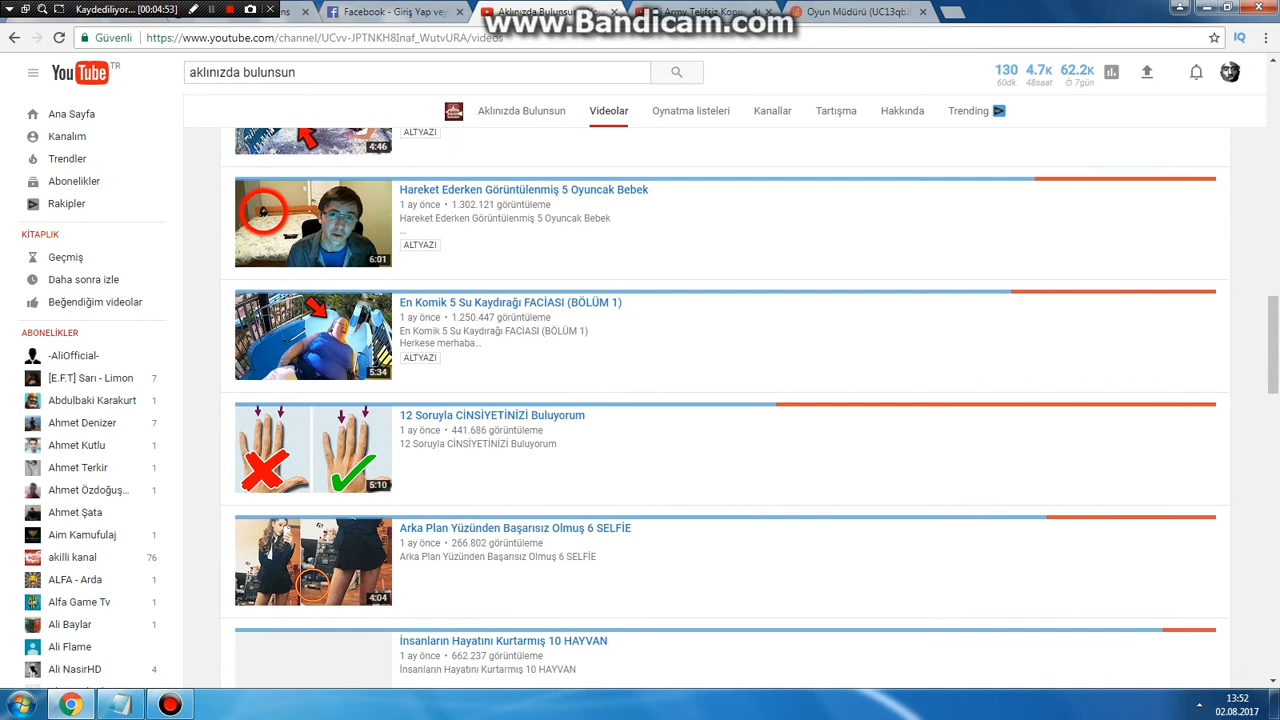 Kaydediliyor... [00:04:53]
ens
Facebook - Giriş Yap vey
Aklınızda Bulunsu
Army Telifsiz Kon
Oyun Müdürü (UC13qbJ
www.Bandicam.com
Güvenli
https://www.youtube.com/channel/UCvv-JPTNKH8Inaf_WutvURA/videos
IQ
YouTube TR
aklınızda bulunsun
130 4.7K 62.2K
60dk. 48saat 7gün
Aklınızda Bulunsun
Videolar
Oynatma listeleri
Kanallar
Tartışma
Hakkında
Trending
Ana Sayfa
Kanalım
Trendler
Abonelikler
Rakipler
KİTAPLIK
Geçmiş
Daha sonra izle
Beğendiğim videolar
ABONELİKLER
-AliOfficial-
[E.F.T] Sarı - Limon 7
Abdulbaki Karakurt 1
Ahmet Denizer 7
Ahmet Kutlu 1
Ahmet Terkir 1
Ahmet Özdoğuş... 1
Ahmet Şata
Aim Kamufulaj 1
akilli kanal 76
ALFA - Arda 1
Alfa Game Tv 1
Ali Baylar 1
Ali Flame
Ali NasirHD 4
4:46
ALTYAZI
Hareket Ederken Görüntülenmiş 5 Oyuncak Bebek
1 ay önce • 1.302.121 görüntüleme
Hareket Ederken Görüntülenmiş 5 Oyuncak Bebek
...
ALTYAZI
6:01
En Komik 5 Su Kaydırağı FACİASI (BÖLÜM 1)
1 ay önce • 1.250.447 görüntüleme
En Komik 5 Su Kaydırağı FACİASI (BÖLÜM 1)
Herkese merhaba...
ALTYAZI
5:34
12 Soruyla CİNSİYETİNİZİ Buluyorum
1 ay önce • 441.686 görüntüleme
12 Soruyla CİNSİYETİNİZİ Buluyorum
5:10
Arka Plan Yüzünden Başarısız Olmuş 6 SELFİE
1 ay önce • 266.802 görüntüleme
Arka Plan Yüzünden Başarısız Olmuş 6 SELFİE
4:04
İnsanların Hayatını Kurtarmış 10 HAYVAN
1 ay önce • 662.237 görüntüleme
İnsanların Hayatını Kurtarmış 10 HAYVAN
13:52
02.08.2017